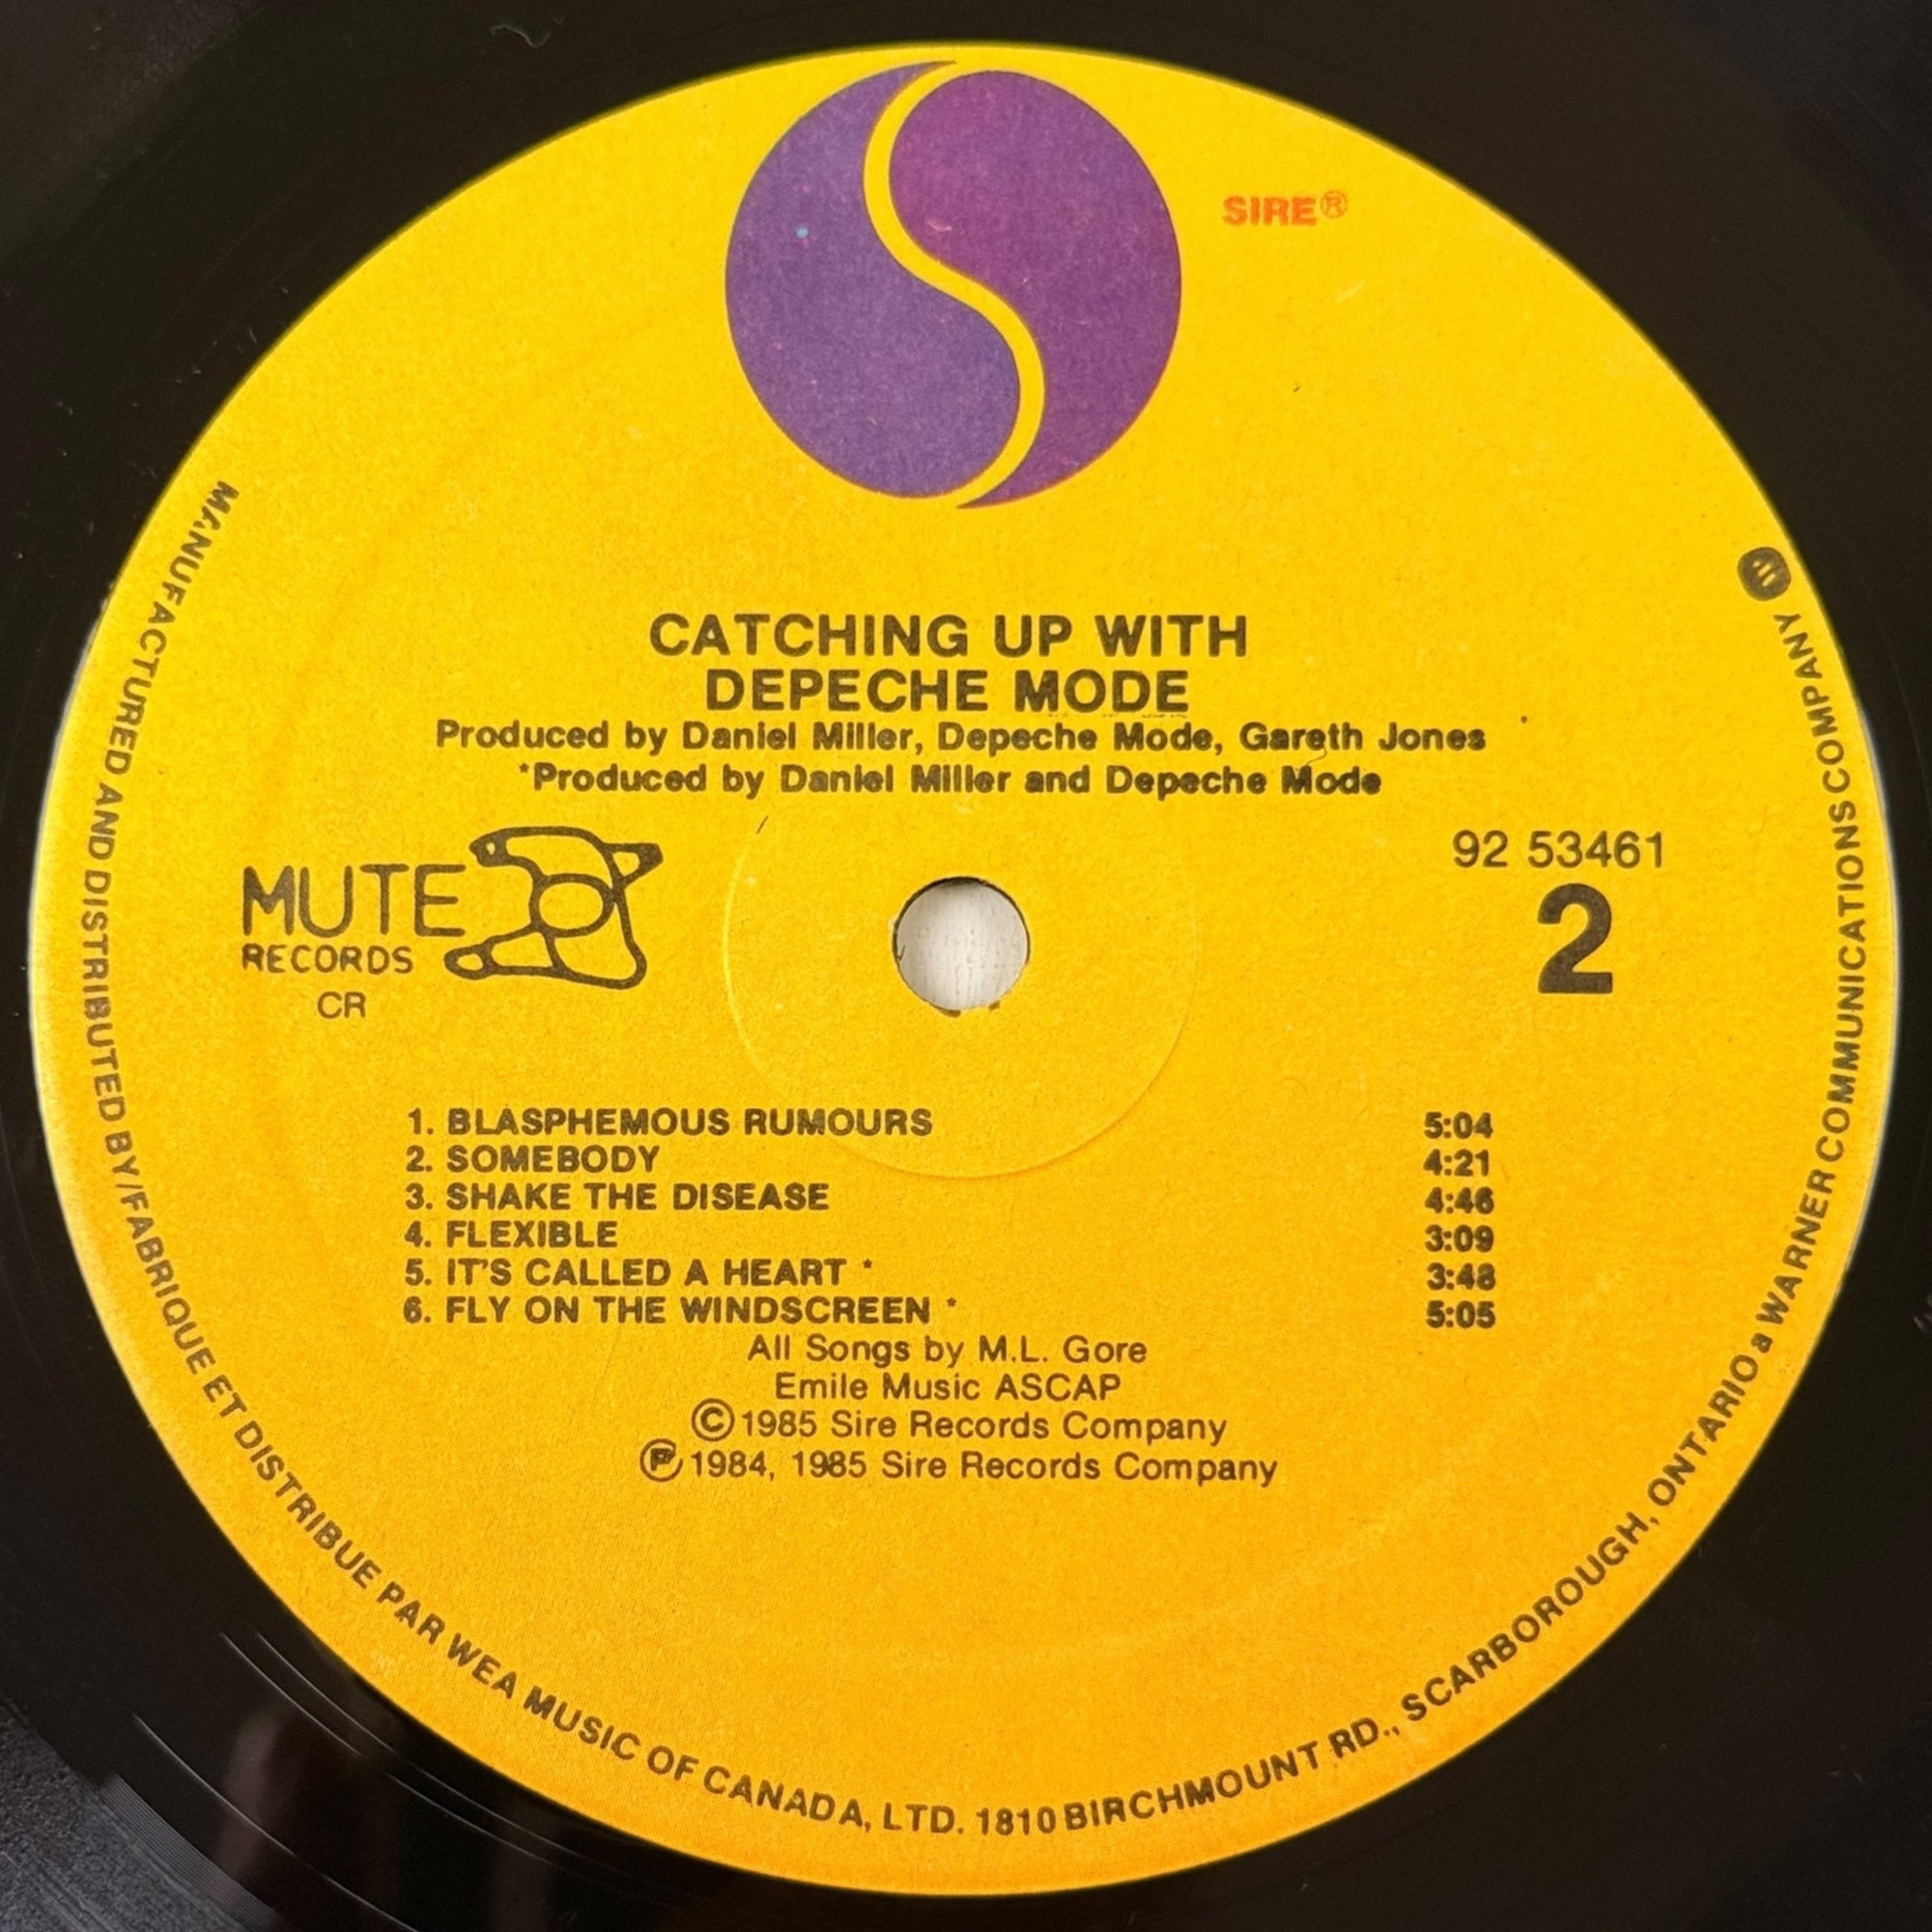 SIRE®
CATCHING UP WITH
DEPECHE MODE
Produced by Daniel Miller, Depeche Mode, Gareth Jones
*Produced by Daniel Miller and Depeche Mode
MUTE
RECORDS
CR
92 53461
2
1. BLASPHEMOUS RUMOURS 5:04
2. SOMEBODY 4:21
3. SHAKE THE DISEASE 4:46
4. FLEXIBLE 3:09
5. IT'S CALLED A HEART * 3:48
6. FLY ON THE WINDSCREEN * 5:05
All Songs by M.L. Gore
Emile Music ASCAP
©1985 Sire Records Company
℗1984, 1985 Sire Records Company
MANUFACTURED AND DISTRIBUTED BY/FABRIQUE ET DISTRIBUE PAR WEA MUSIC OF CANADA, LTD. 1810 BIRCHMOUNT RD., SCARBOROUGH, ONTARIO a WARNER COMMUNICATIONS COMPANY